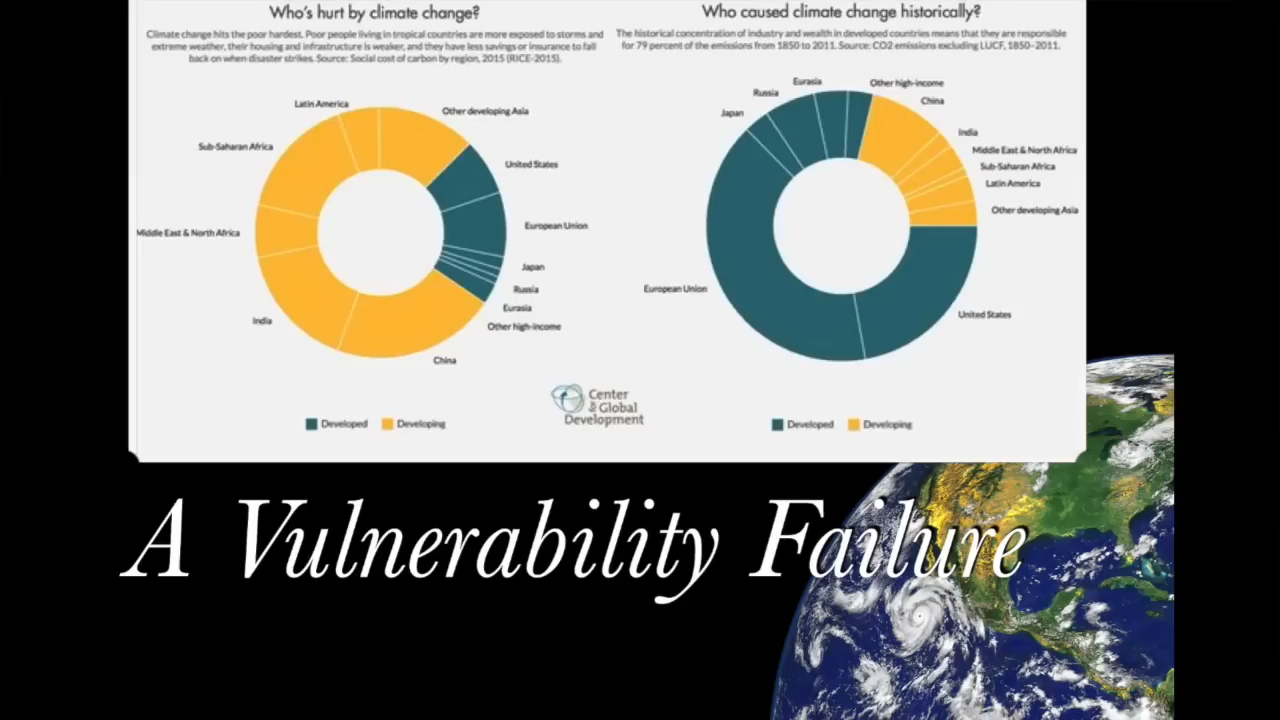 Who's hurt by climate change?
Climate change hits the poor hardest. Poor people living in tropical countries are more exposed to storms and
extreme weather, their housing and infrastructure is weaker, and they have less savings or insurance to fall
back on when disaster strikes. Source: Social cost of carbon by region, 2015 (RICE-2015).
Latin America
Other developing Asia
Sub-Saharan Africa
United States
Middle East & North Africa
European Union
Japan
Russia
Eurasia
India
Other high-income
China
Developed
Developing
Who caused climate change historically?
The historical concentration of industry and wealth in developed countries means that they are responsible
for 79 percent of the emissions from 1850 to 2011. Source: CO2 emissions excluding LUCF, 1850–2011.
Eurasia
Other high-income
Russia
China
Japan
India
Middle East & North Africa
Sub-Saharan Africa
Latin America
Other developing Asia
European Union
United States
Developed
Developing
Center
for Global
Development
A Vulnerability Failure